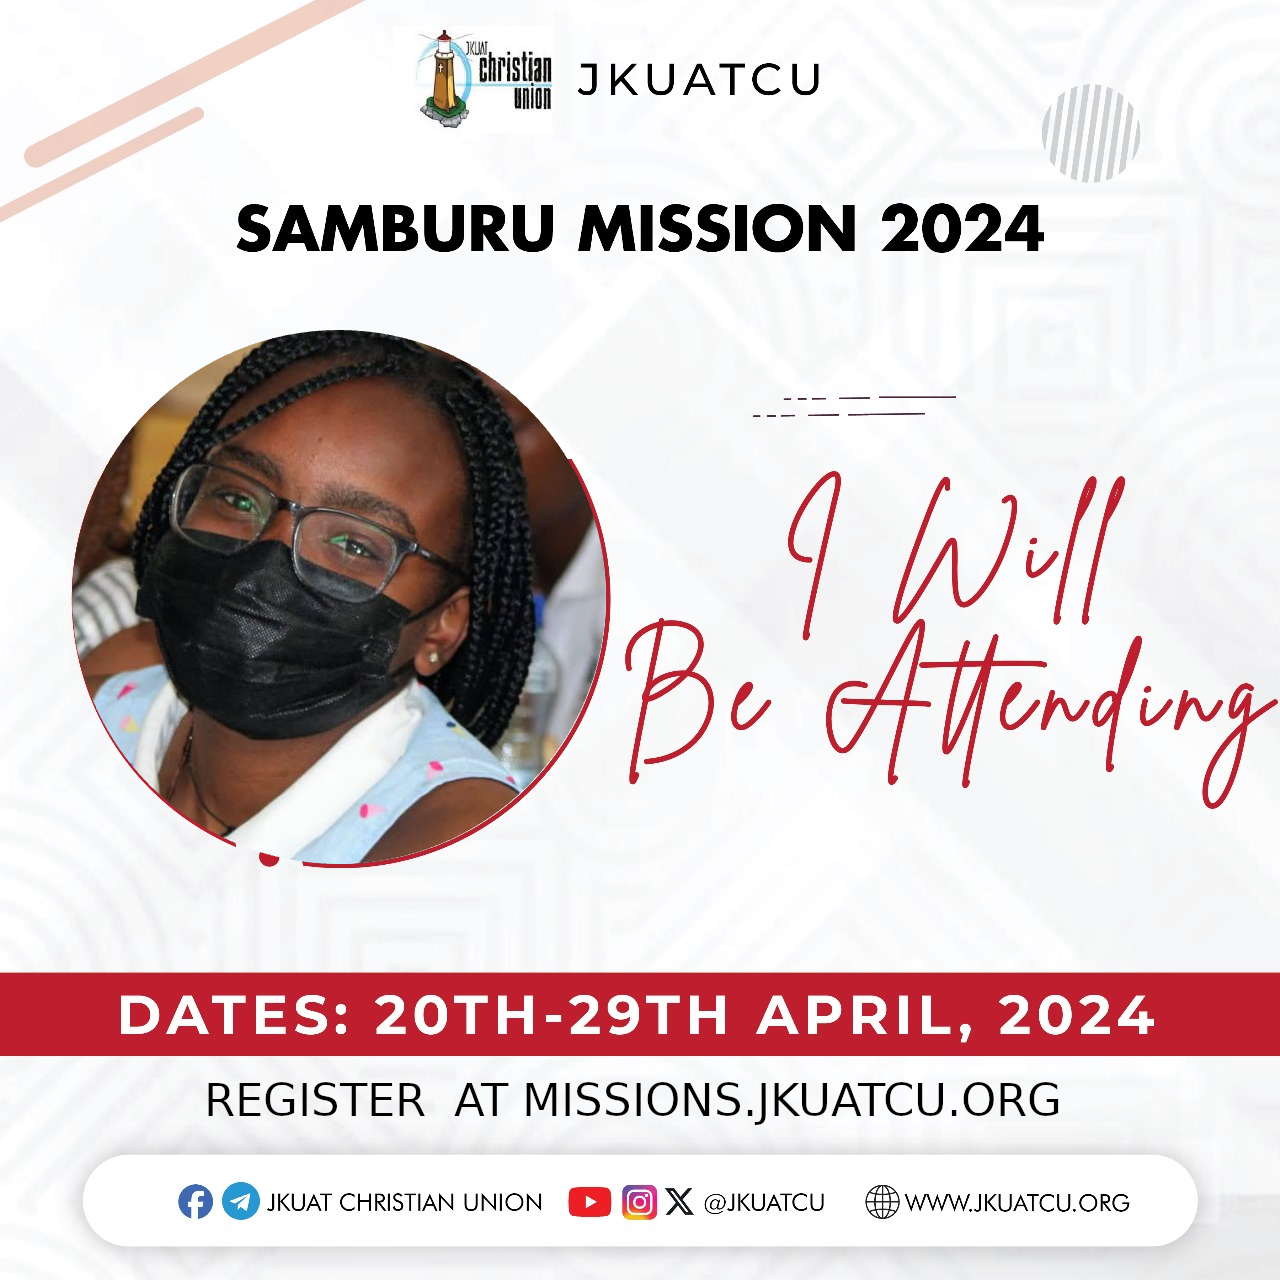 JKUAT
christian
union
JKUATCU
SAMBURU MISSION 2024
I Will
Be Attending
DATES: 20TH-29TH APRIL, 2024
REGISTER  AT MISSIONS.JKUATCU.ORG
JKUAT CHRISTIAN UNION @JKUATCU WWW.JKUATCU.ORG